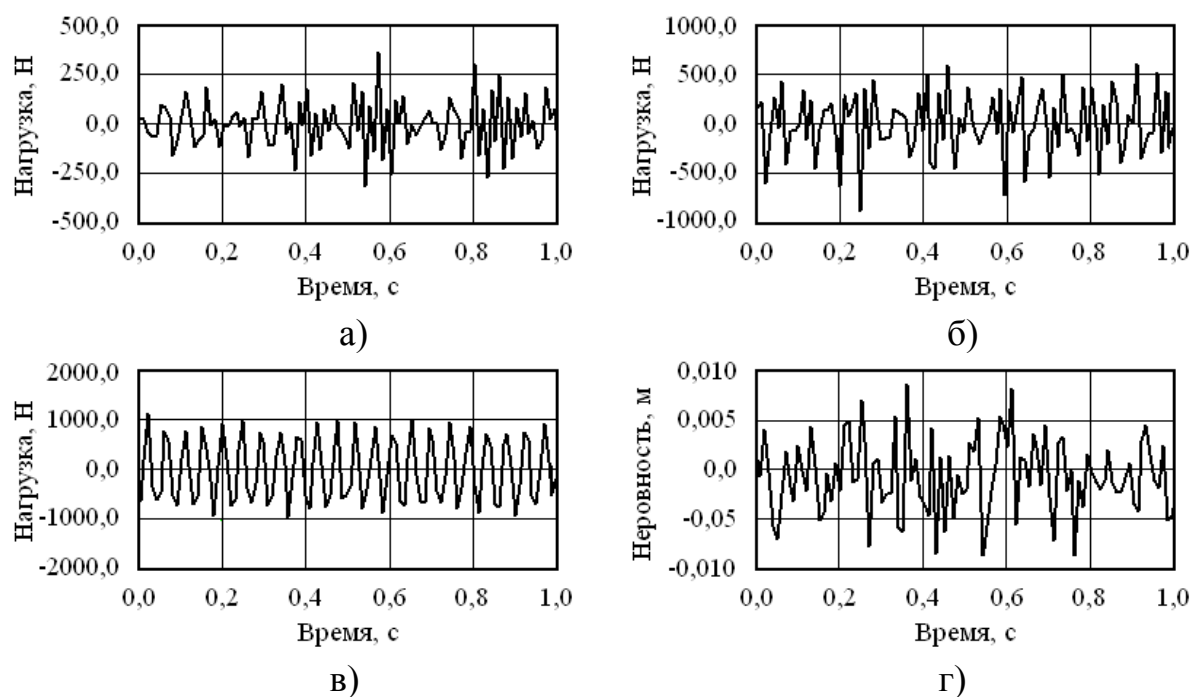 500,0
250,0
0,0
-250,0
-500,0
Нагрузка, Н
0,0 0,2 0,4 0,6 0,8 1,0
Время, с
а)
1000,0
500,0
0,0
-500,0
-1000,0
Нагрузка, Н
0,0 0,2 0,4 0,6 0,8 1,0
Время, с
б)
2000,0
1000,0
0,0
-1000,0
-2000,0
Нагрузка, Н
0,0 0,2 0,4 0,6 0,8 1,0
Время, с
в)
0,010
0,005
0,0
-0,05
-0,010
Неровность, м
0,0 0,2 0,4 0,6 0,8 1,0
Время, с
г)